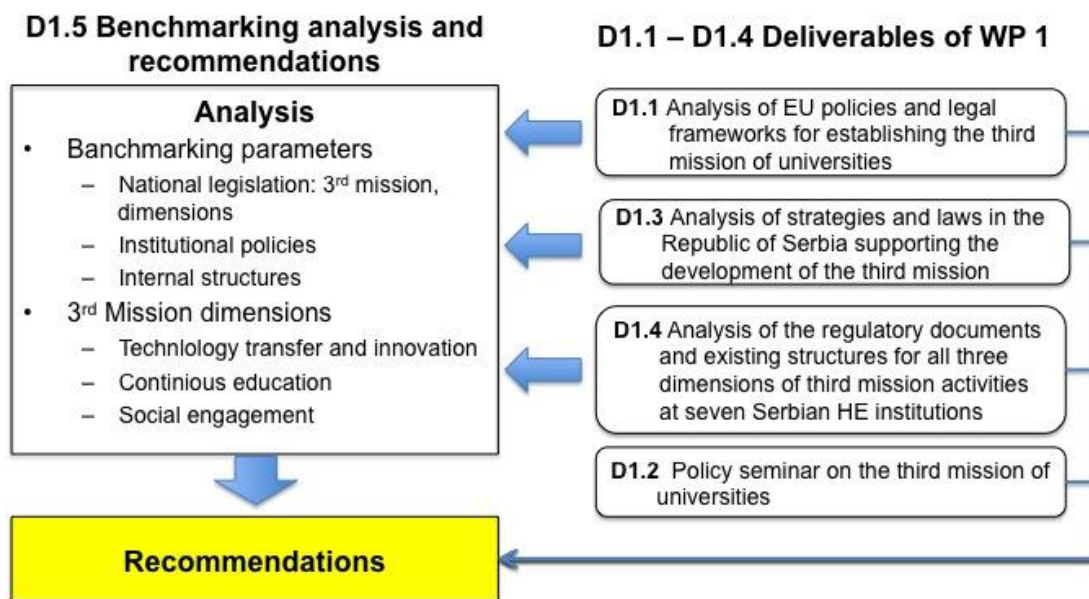 D1.5 Benchmarking analysis and
recommendations
Analysis
• Banchmarking parameters
– National legislation: 3rd mission,
dimensions
– Institutional policies
– Internal structures
• 3rd Mission dimensions
– Technlology transfer and innovation
– Continious education
– Social engagement
Recommendations
D1.1 – D1.4 Deliverables of WP 1
D1.1 Analysis of EU policies and legal
frameworks for establishing the third
mission of universities
D1.3 Analysis of strategies and laws in the
Republic of Serbia supporting the
development of the third mission
D1.4 Analysis of the regulatory documents
and existing structures for all three
dimensions of third mission activities
at seven Serbian HE institutions
D1.2 Policy seminar on the third mission of
universities